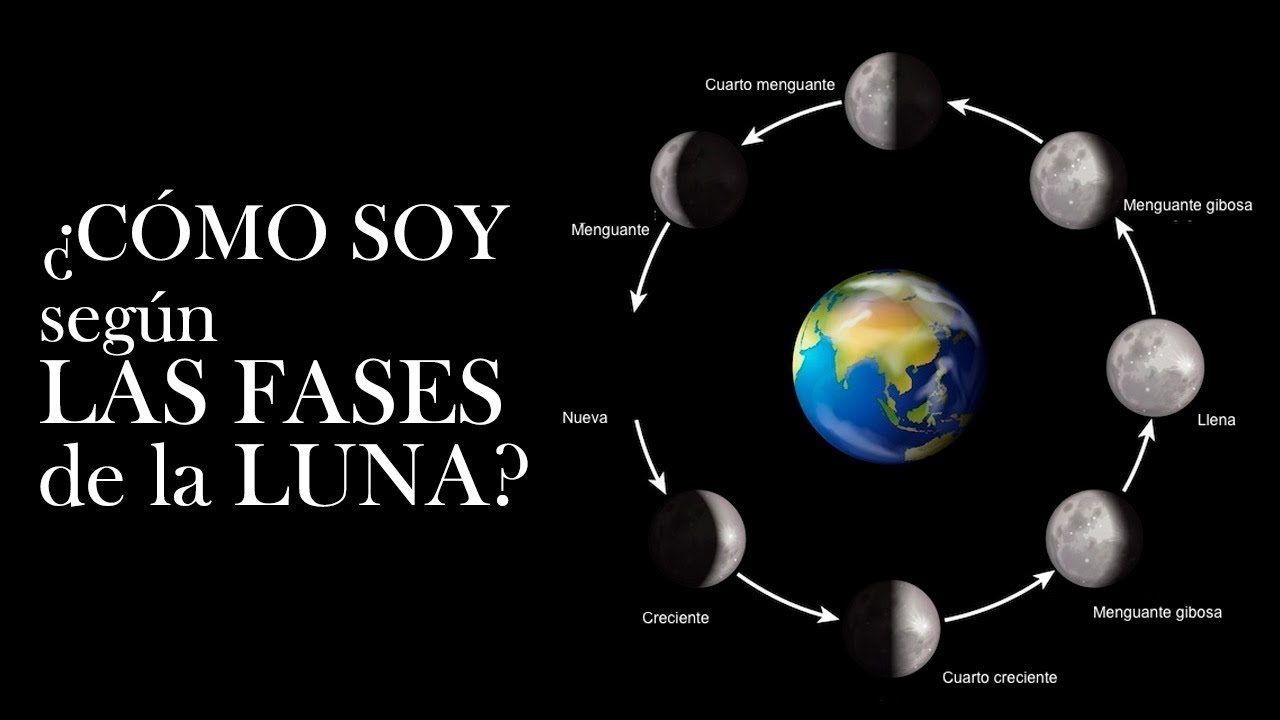 ¿CÓMO SOY
según
LAS FASES
de la LUNA?
Cuarto menguante
Menguante gibosa
Menguante
Nueva
Llena
Creciente
Menguante gibosa
Cuarto creciente